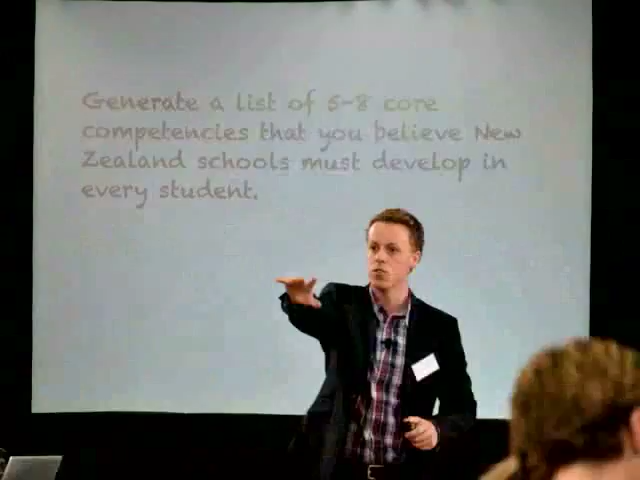 Generate a list of 5-8 core
competencies that you believe New
Zealand schools must develop in
every student.